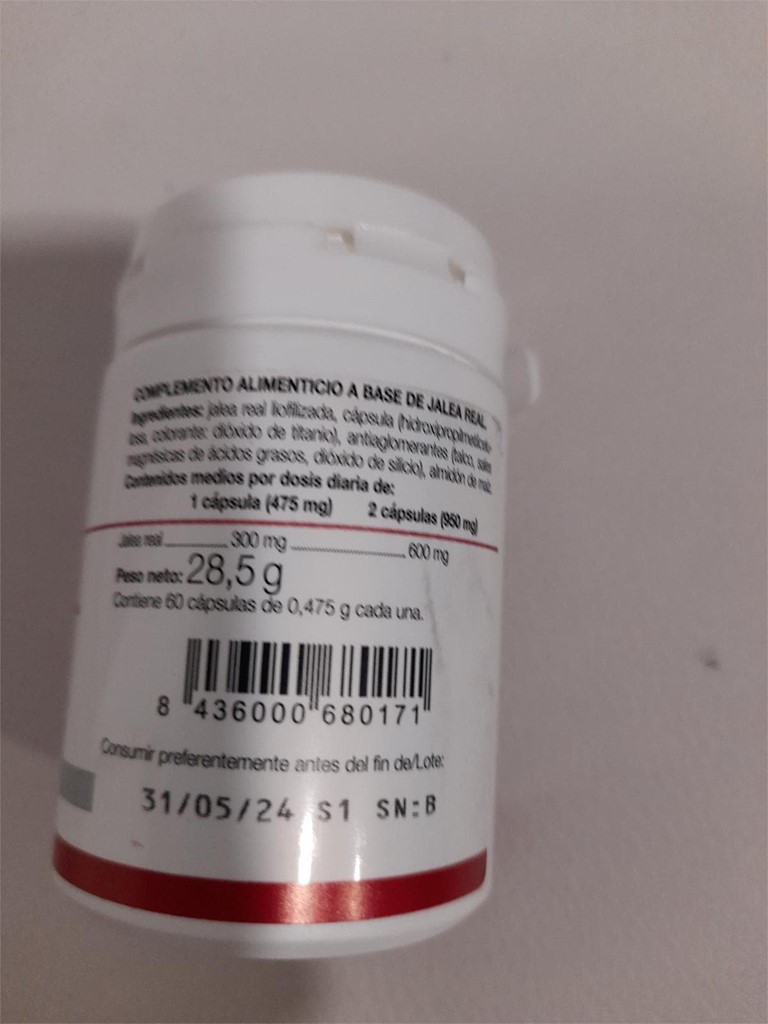 COMPLEMENTO ALIMENTICIO A BASE DE JALEA REAL
Ingredientes: jalea real liofilizada, cápsula (hidroxipropilmetilcelu-
losa, colorante: dióxido de titanio), antiaglomerantes (talco, sales
magnésicas de ácidos grasos, dióxido de silicio), almidón de maíz.
Contenidos medios por dosis diaria de:
1 cápsula (475 mg) 2 cápsulas (950 mg)
Jalea real 300 mg 600 mg
Peso neto: 28,5 g
Contiene 60 cápsulas de 0,475 g cada una.
8 436000 680171
Consumir preferentemente antes del fin de/Lote:
31/05/24 S1 SN:B